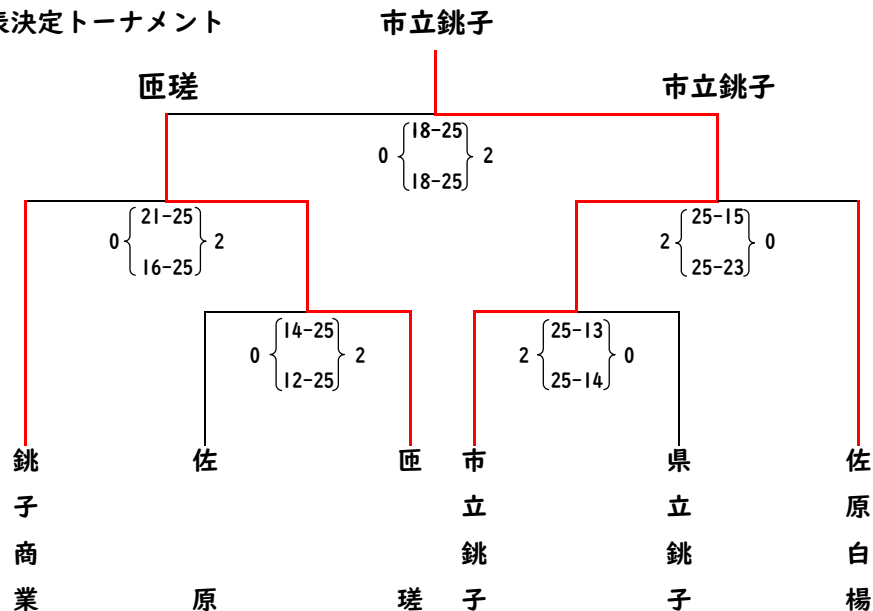 表決定トーナメント
市立銚子
匝瑳
市立銚子
18-25
0 2
18-25
21-25
0 2
16-25
25-15
2 0
25-23
14-25
0 2
12-25
25-13
2 0
25-14
銚子商業
佐原
匝瑳
市立銚子
県立銚子
佐原白楊